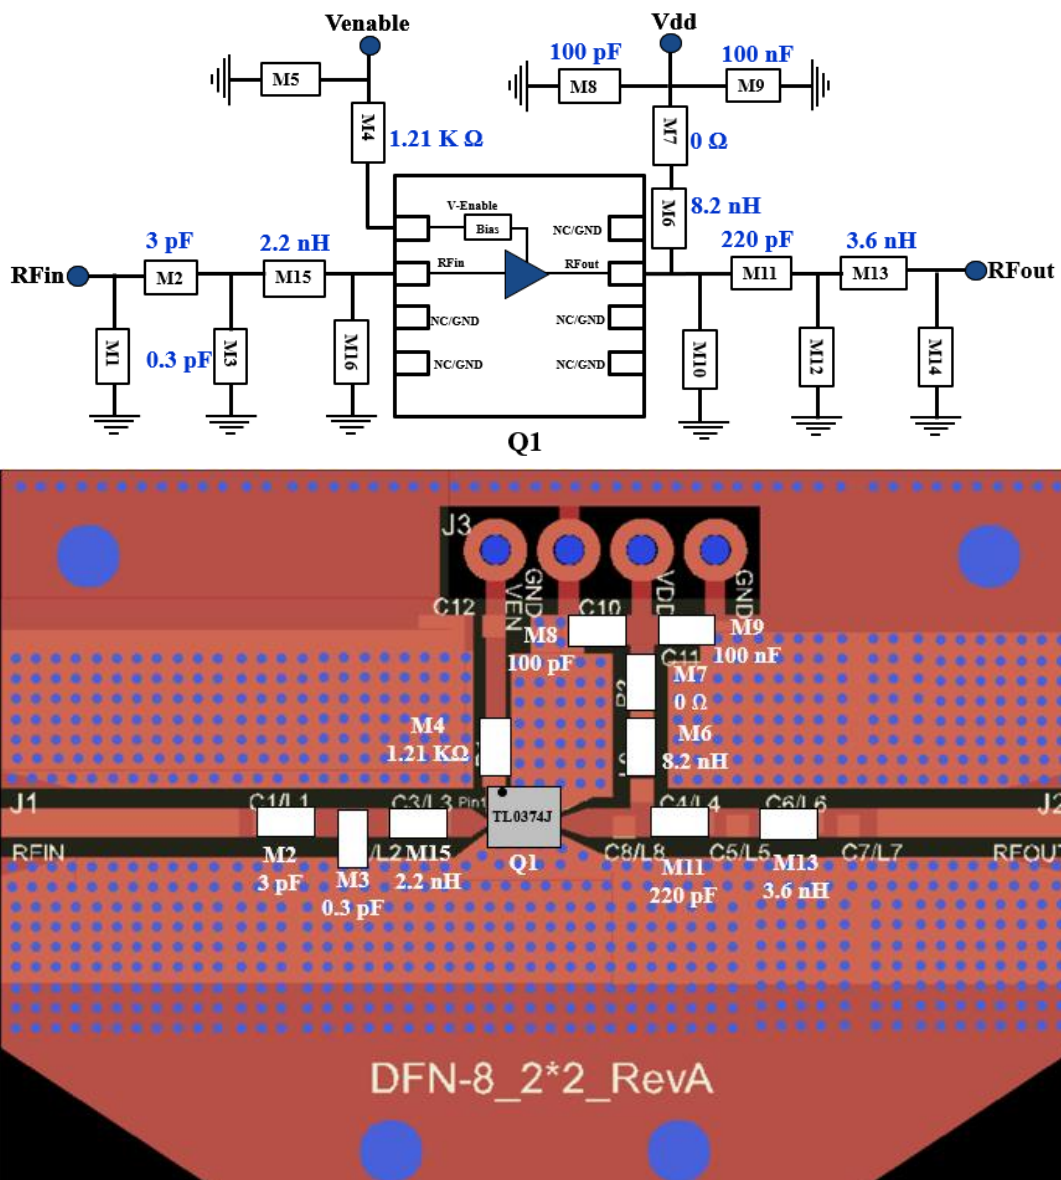 Venable
Vdd
100 pF
100 nF
M5
M8
M9
M4
1.21 K Ω
M7
0 Ω
V-Enable
Bias
M6
8.2 nH
NC/GND
3 pF
2.2 nH
220 pF
3.6 nH
RFin
M2
M15
RFin
RFout
M11
M13
RFout
NC/GND
NC/GND
M1
0.3 pF
M3
M16
NC/GND
NC/GND
M10
M12
M14
Q1
J3
VEN
GND
VDD
GND
C12
C10
M8
100 pF
M9
100 nF
C11
M7
0 Ω
M4
1.21 KΩ
M6
8.2 nH
J1
C1/L1
C3/L3
Pin1
TL0374J
C4/L4
C6/L6
J2
RFIN
M2
3 pF
/L2
M15
2.2 nH
Q1
C8/L8
C5/L5
C7/L7
RFOUT
M3
0.3 pF
M11
220 pF
M13
3.6 nH
DFN-8_2*2_RevA